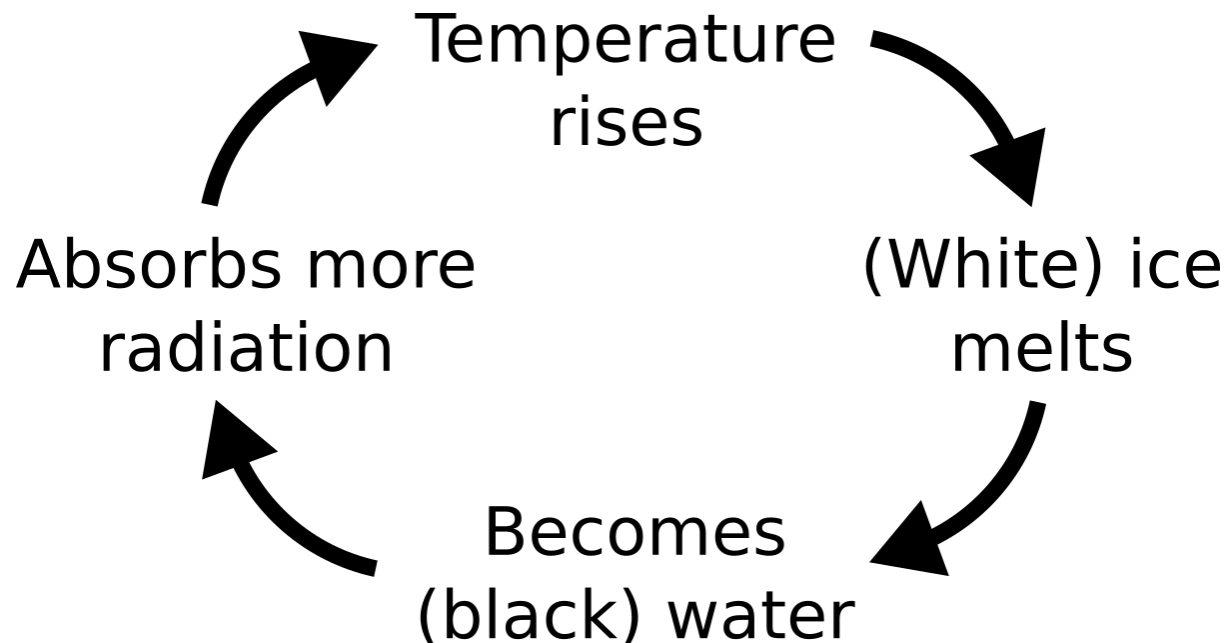 Temperature
rises
(White) ice
melts
Becomes
(black) water
Absorbs more
radiation